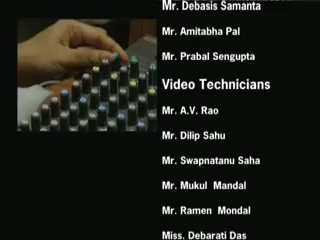 Mr. Debasis Samanta
Mr. Amitabha Pal
Mr. Prabal Sengupta
Video Technicians
Mr. A.V. Rao
Mr. Dilip Sahu
Mr. Swapnatanu Saha
Mr. Mukul Mandal
Mr. Ramen Mondal
Miss. Debarati Das